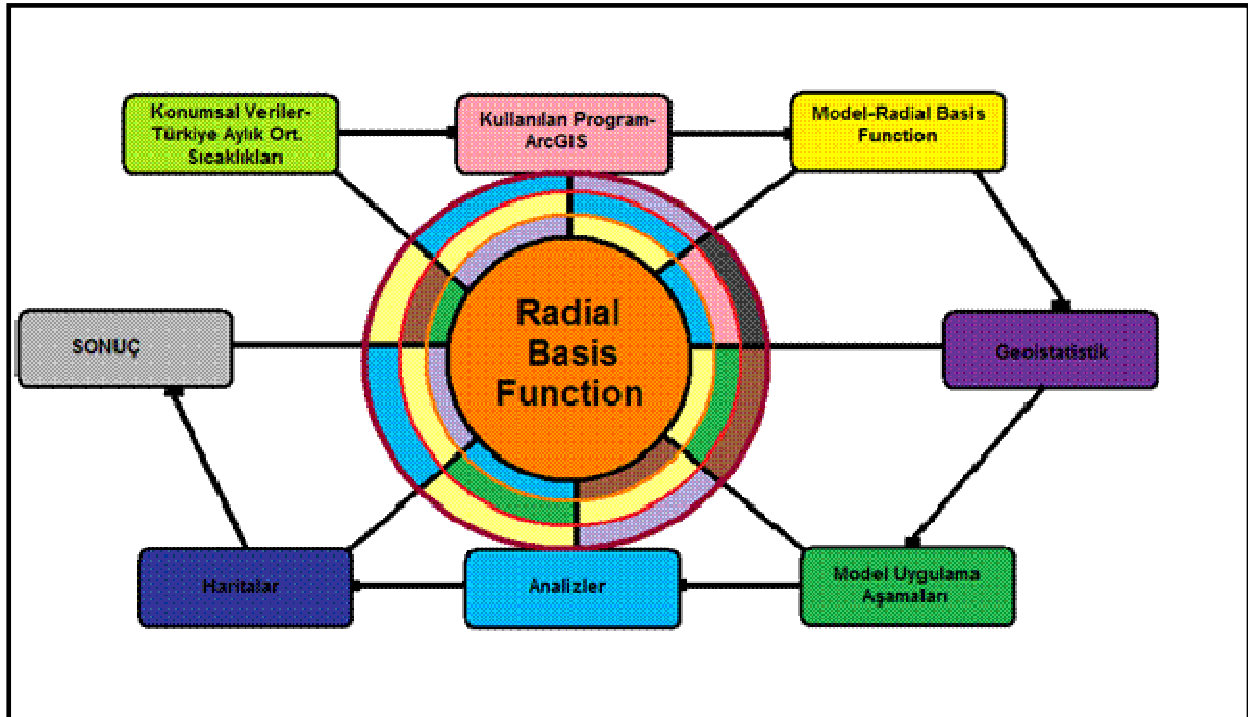 Konumsal Veriler-
Türkiye Aylık Ort.
Sıcaklıkları
Kullanılan Program-
ArcGIS
Model-Radial Basis
Function
Radial
Basis
Function
SONUÇ
Geoistatistik
Haritalar
Analizler
Model Uygulama
Aşamaları